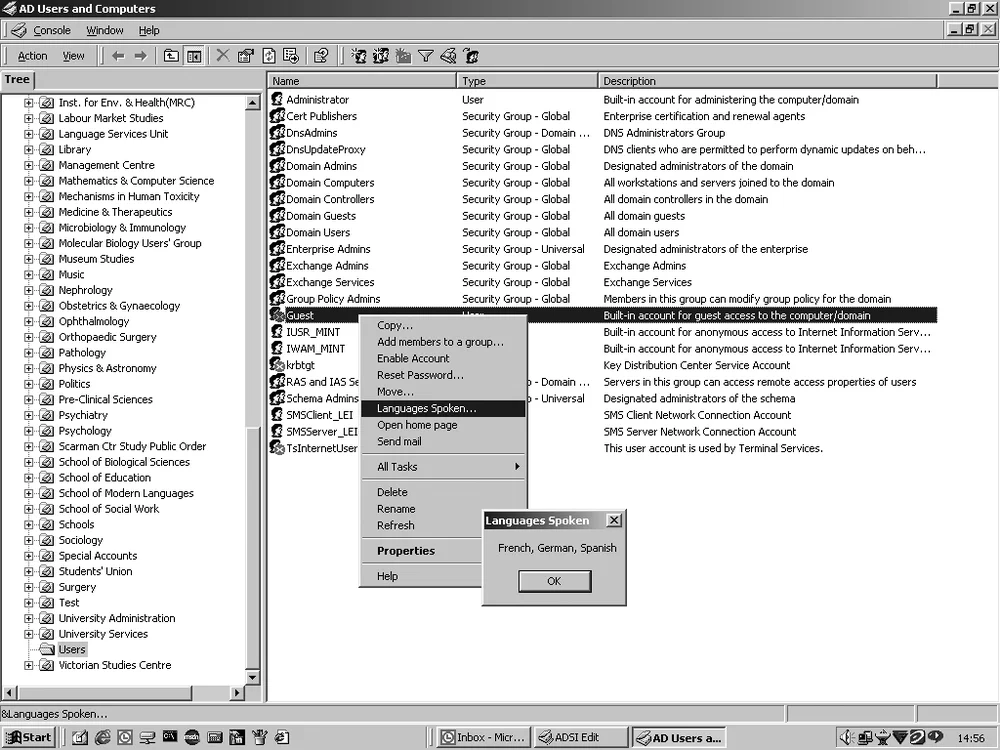 AD Users and Computers
Console Window Help
Action View
Tree
Inst. for Env. & Health(MRC)
Labour Market Studies
Language Services Unit
Library
Management Centre
Mathematics & Computer Science
Mechanisms in Human Toxicity
Medicine & Therapeutics
Microbiology & Immunology
Molecular Biology Users' Group
Museum Studies
Music
Nephrology
Obstetrics & Gynaecology
Ophthalmology
Orthopaedic Surgery
Pathology
Physics & Astronomy
Politics
Pre-Clinical Sciences
Psychiatry
Psychology
Scarman Ctr Study Public Order
School of Biological Sciences
School of Education
School of Modern Languages
School of Social Work
Schools
Sociology
Special Accounts
Students' Union
Surgery
Test
University Administration
University Services
Users
Victorian Studies Centre
Name Type Description
Administrator User Built-in account for administering the computer/domain
Cert Publishers Security Group - Global Enterprise certification and renewal agents
DnsAdmins Security Group - Domain ... DNS Administrators Group
DnsUpdateProxy Security Group - Global DNS clients who are permitted to perform dynamic updates on beh...
Domain Admins Security Group - Global Designated administrators of the domain
Domain Computers Security Group - Global All workstations and servers joined to the domain
Domain Controllers Security Group - Global All domain controllers in the domain
Domain Guests Security Group - Global All domain guests
Domain Users Security Group - Global All domain users
Enterprise Admins Security Group - Universal Designated administrators of the enterprise
Exchange Admins Security Group - Global Exchange Admins
Exchange Services Security Group - Global Exchange Services
Group Policy Admins Security Group - Global Members in this group can modify group policy for the domain
Guest User Built-in account for guest access to the computer/domain
IUSR_MINT Built-in account for anonymous access to Internet Information Serv...
IWAM_MINT Built-in account for anonymous access to Internet Information Serv...
krbtgt Key Distribution Center Service Account
RAS and IAS Se - Domain ... Servers in this group can access remote access properties of users
Schema Admins - Universal Designated administrators of the schema
SMSClient_LEI SMS Client Network Connection Account
SMSServer_LEI SMS Server Network Connection Account
TsInternetUser This user account is used by Terminal Services.
Copy...
Add members to a group...
Enable Account
Reset Password...
Move...
Languages Spoken...
Open home page
Send mail
All Tasks
Delete
Rename
Refresh
Properties
Help
Languages Spoken
French, German, Spanish
OK
&Languages Spoken...
Start Inbox - Micr... ADSI Edit AD Users a... 14:56